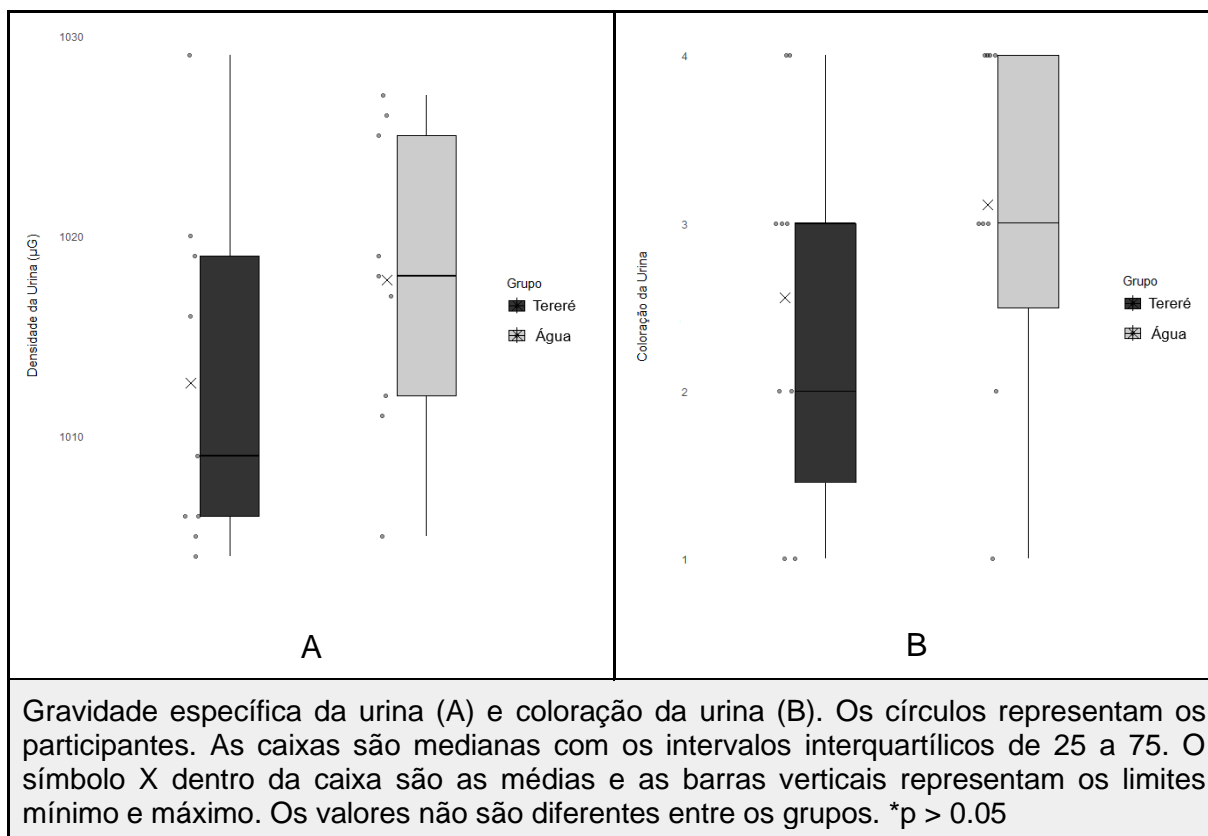 1030
1020
1010
Densidade da Urina (µG)
Grupo
Tereré
Água
A
4
3
2
1
Coloração da Urina
Grupo
Tereré
Água
B
Gravidade específica da urina (A) e coloração da urina (B). Os círculos representam os
participantes. As caixas são medianas com os intervalos interquartílicos de 25 a 75. O
símbolo X dentro da caixa são as médias e as barras verticais representam os limites
mínimo e máximo. Os valores não são diferentes entre os grupos. *p > 0.05